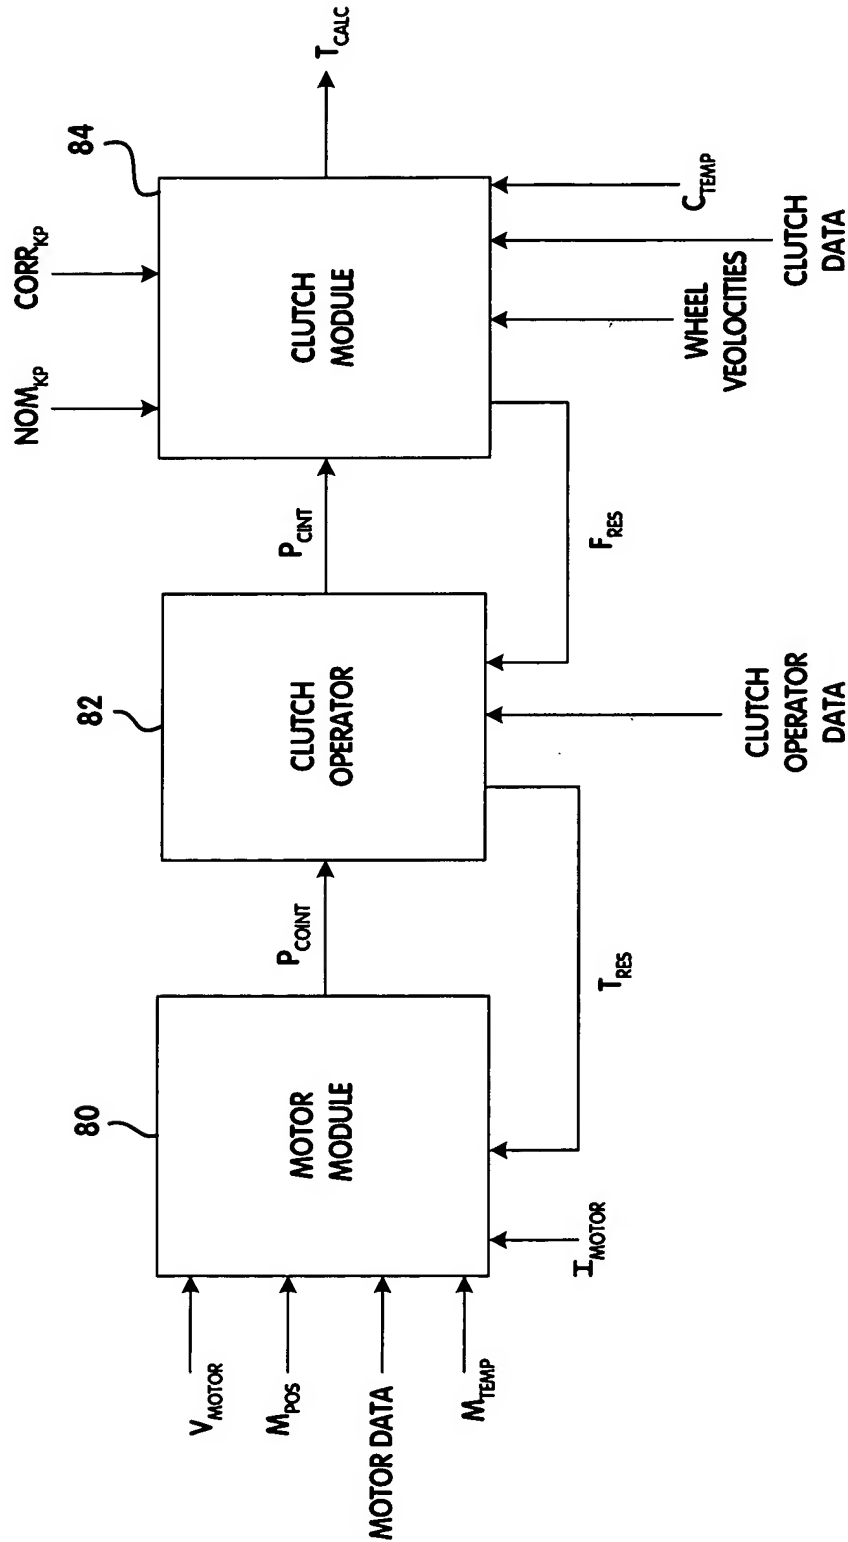 V_MOTOR
M_POS
MOTOR DATA
M_TEMP
I_MOTOR
80
MOTOR
MODULE
P_COINT
T_RES
82
CLUTCH
OPERATOR
CLUTCH
OPERATOR
DATA
P_CINT
F_RES
NOM_KP
CORR_KP
84
CLUTCH
MODULE
WHEEL
VEOLOCITIES
CLUTCH
DATA
C_TEMP
T_CALC